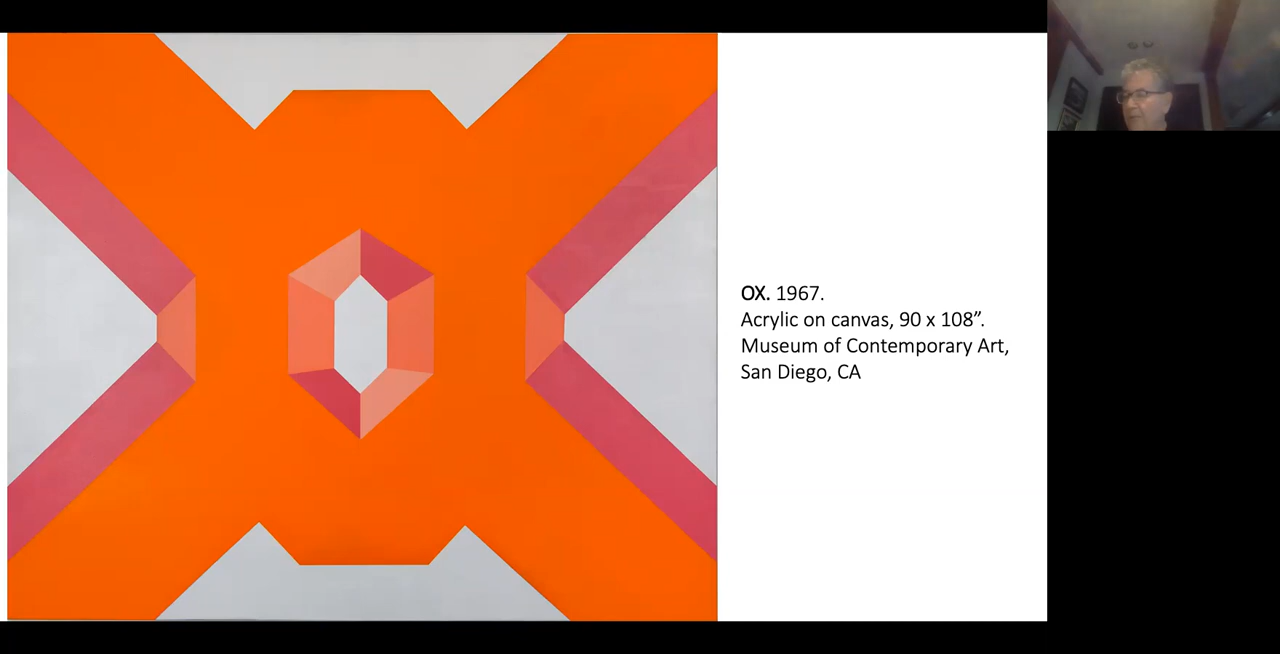 OX. 1967.
Acrylic on canvas, 90 x 108”.
Museum of Contemporary Art,
San Diego, CA